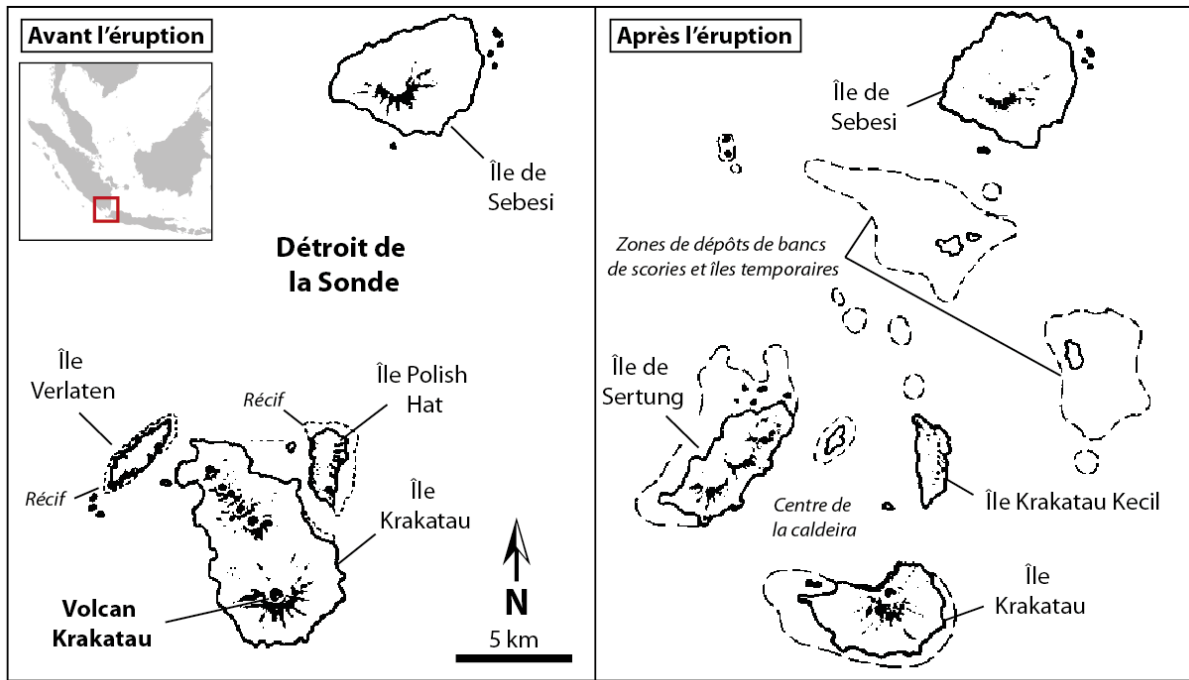 Avant l'éruption
Île de
Sebesi
Détroit de
la Sonde
Île
Verlaten
Récif
Île Polish
Hat
Récif
Île
Krakatau
Volcan
Krakatau
N
5 km
Après l'éruption
Île de
Sebesi
Zones de dépôts de bancs
de scories et îles temporaires
Île de
Sertung
Centre de
la caldeira
Île Krakatau Kecil
Île
Krakatau